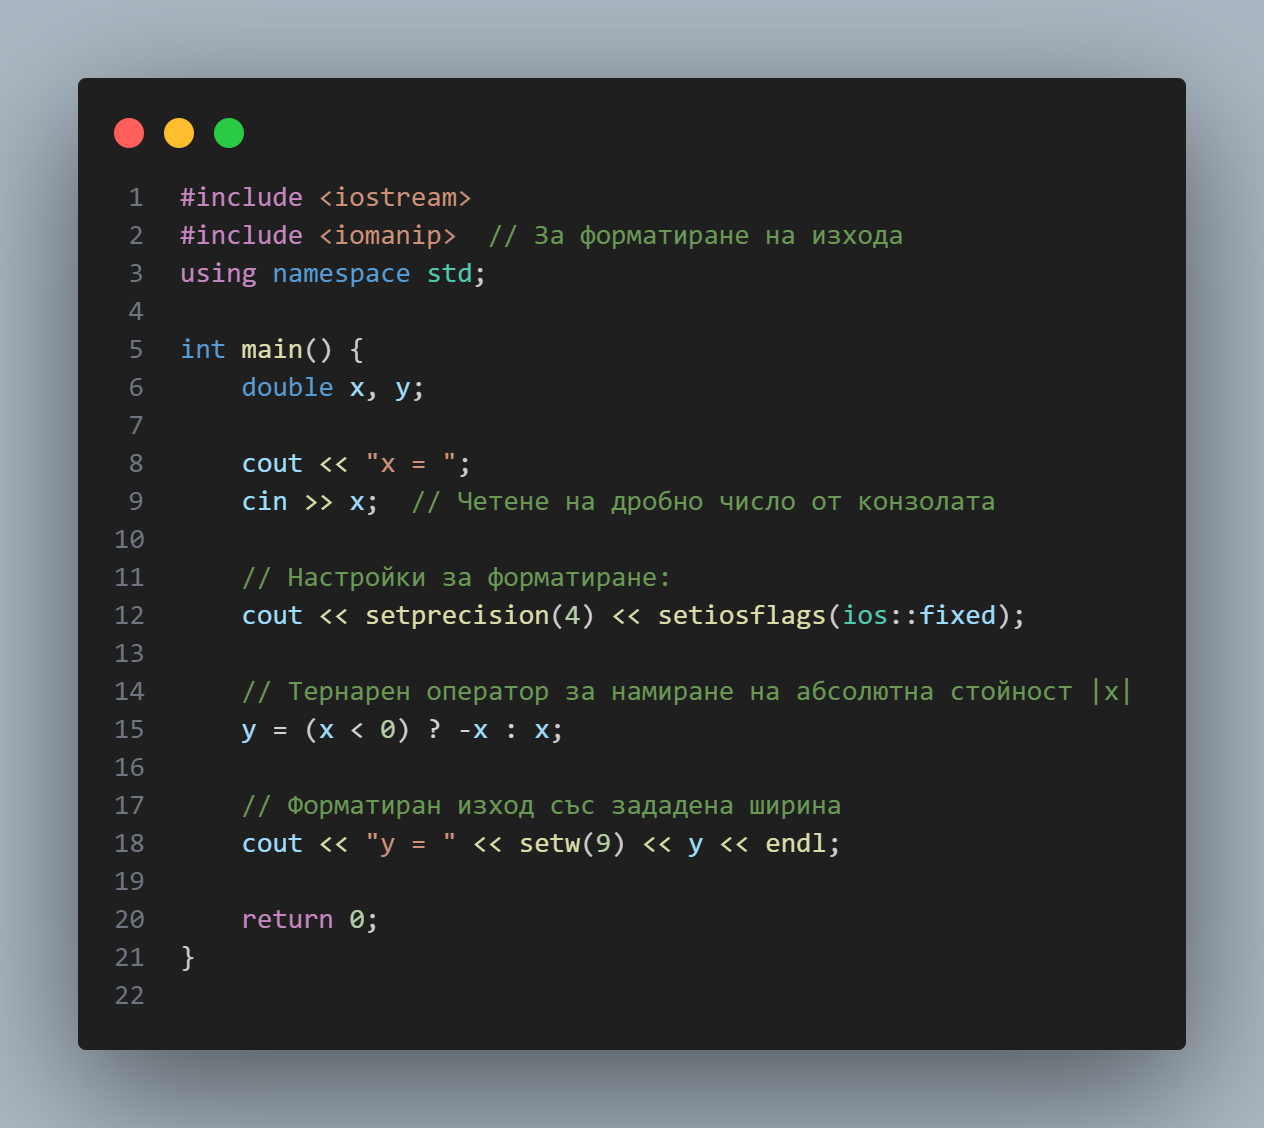 1 #include <iostream>
2 #include <iomanip>  // За форматиране на изхода
3 using namespace std;
4
5 int main() {
6     double x, y;
7
8     cout << "x = ";
9     cin >> x;  // Четене на дробно число от конзолата
10
11     // Настройки за форматиране:
12     cout << setprecision(4) << setiosflags(ios::fixed);
13
14     // Тернарен оператор за намиране на абсолютна стойност |x|
15     y = (x < 0) ? -x : x;
16
17     // Форматиран изход със зададена ширина
18     cout << "y = " << setw(9) << y << endl;
19
20     return 0;
21 }
22